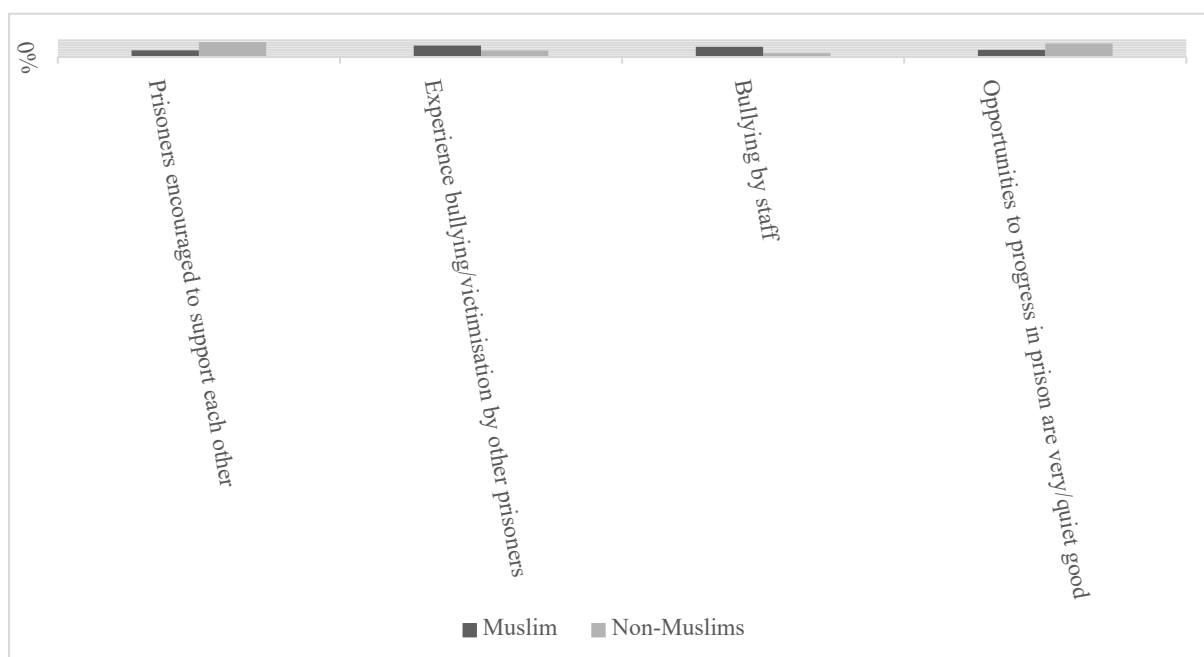 0%
Prisoners encouraged to support each other
Experience bullying/victimisation by other prisoners
Bullying by staff
Opportunities to progress in prison are very/quiet good
Muslim
Non-Muslims